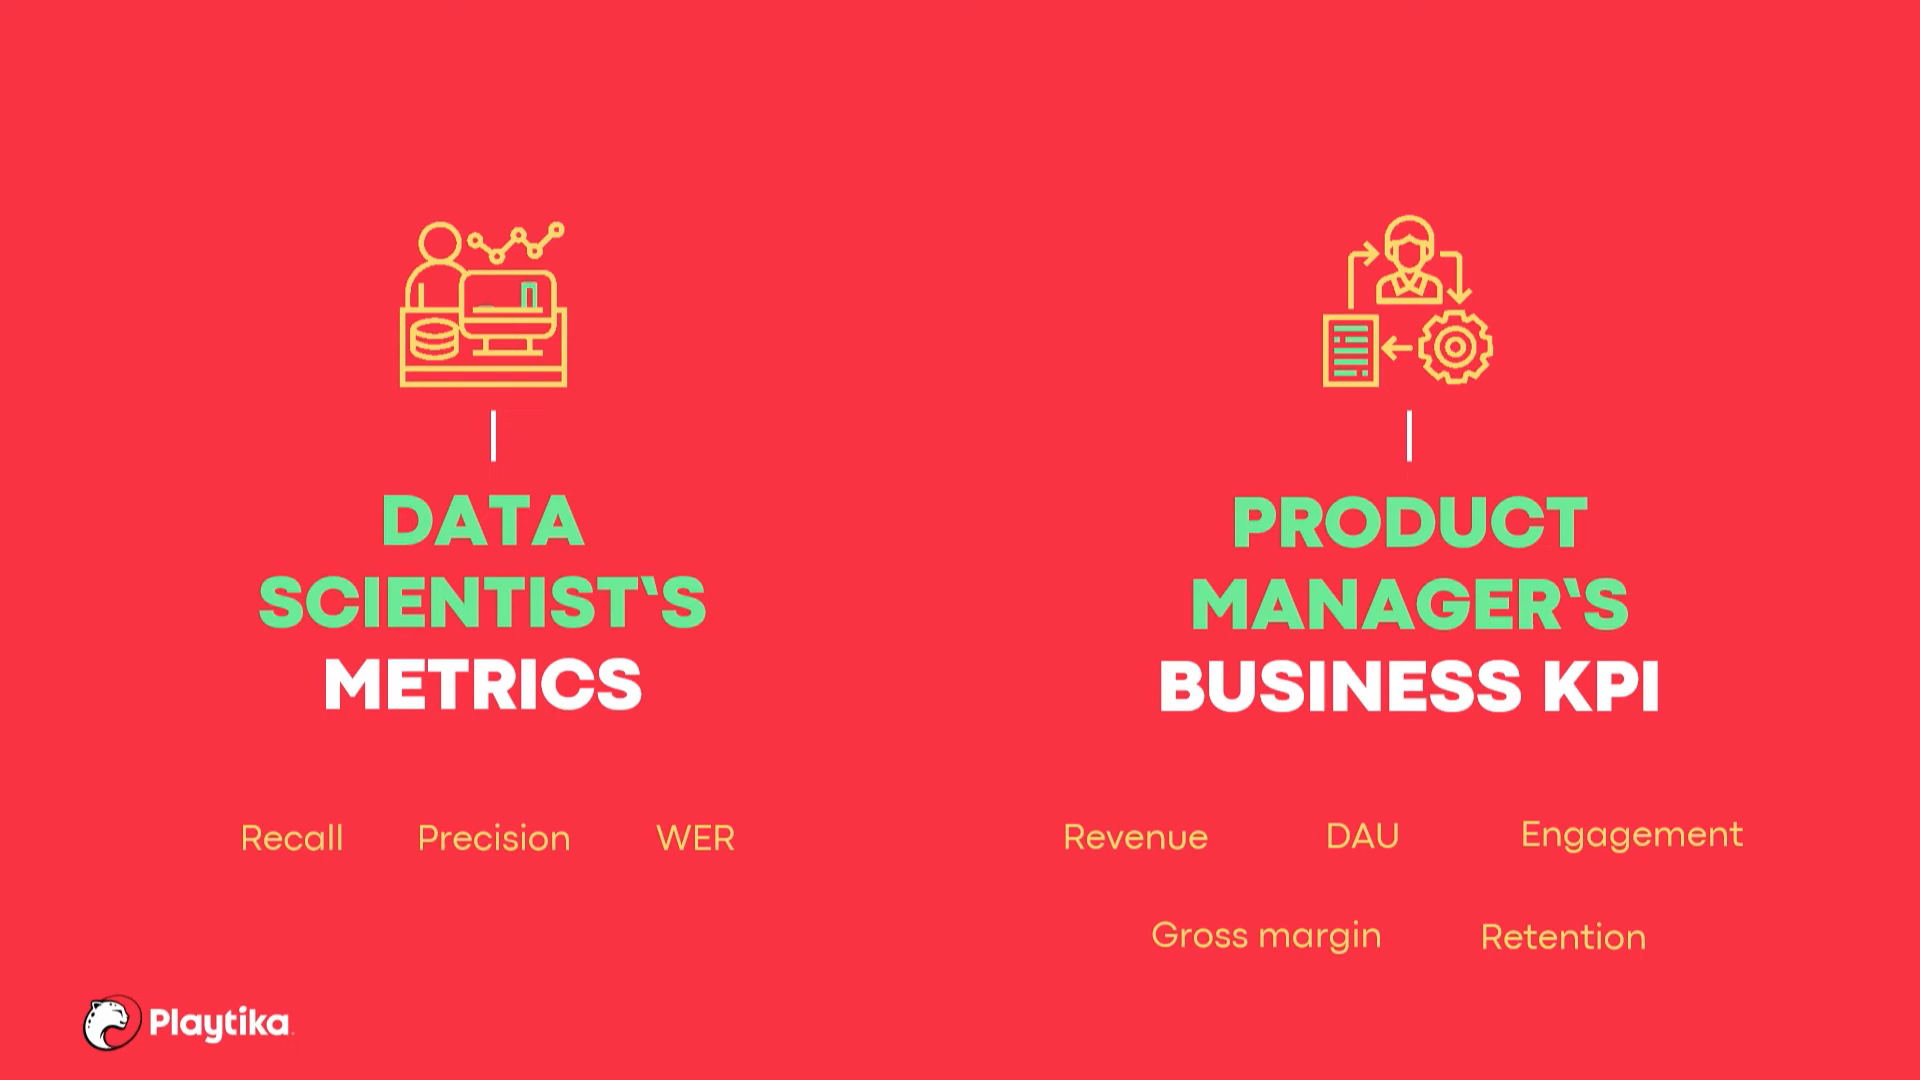 DATA
SCIENTIST‘S
METRICS
Recall Precision WER
PRODUCT
MANAGER‘S
BUSINESS KPI
Revenue DAU Engagement
Gross margin Retention
Playtika